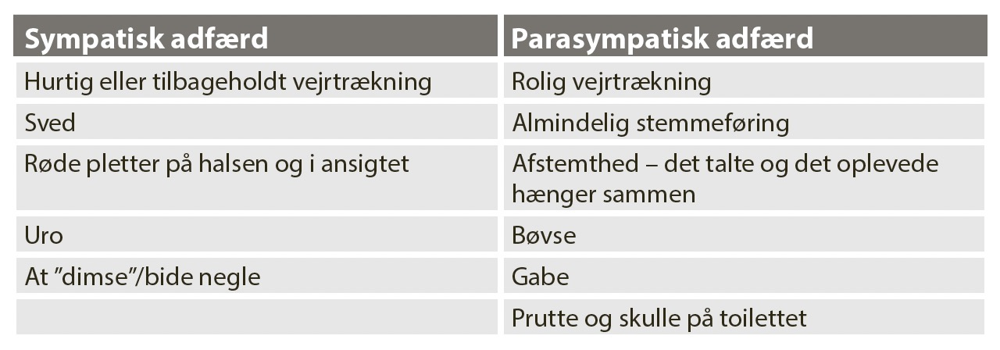 Sympatisk adfærd
Parasympatisk adfærd
Hurtig eller tilbageholdt vejrtrækning
Rolig vejrtrækning
Sved
Almindelig stemmeføring
Røde pletter på halsen og i ansigtet
Afstemthed – det talte og det oplevede
hænger sammen
Uro
Bøvse
At ”dimse”/bide negle
Gabe
Prutte og skulle på toilettet